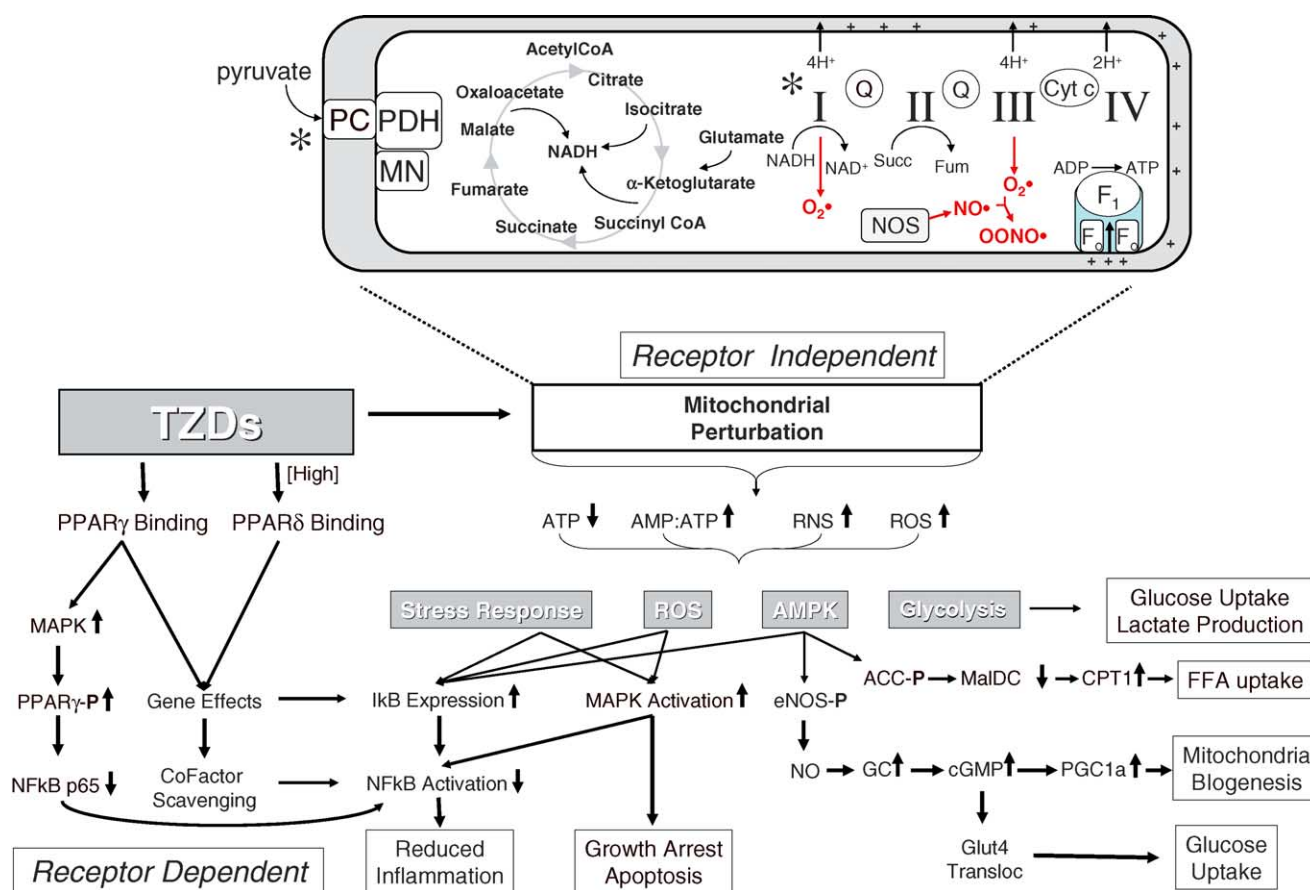 pyruvate
*
PC
PDH
MN
AcetylCoA
Citrate
Oxaloacetate
Isocitrate
Malate
NADH
Glutamate
α-Ketoglutarate
Fumarate
Succinate
Succinyl CoA
4H+
4H+
2H+
+ + +
+
*
I
Q
II
Q
III
Cyt c
IV
NADH
NAD+
Succ
Fum
O2•
O2•
NOS
NO•
OONO•
ADP
ATP
F1
Fo
Fo
+ + +
Receptor Independent
TZDs
Mitochondrial
Perturbation
[High]
PPARγ Binding
PPARδ Binding
ATP
AMP:ATP
RNS
ROS
Stress Response
ROS
AMPK
Glycolysis
Glucose Uptake
Lactate Production
MAPK
PPARγ-P
Gene Effects
IkB Expression
MAPK Activation
eNOS-P
ACC-P
MalDC
CPT1
FFA uptake
NFkB p65
CoFactor
Scavenging
NFkB Activation
NO
GC
cGMP
PGC1a
Mitochondria
Blogenesis
Receptor Dependent
Reduced
Inflammation
Growth Arrest
Apoptosis
Glut4
Transloc
Glucose
Uptake